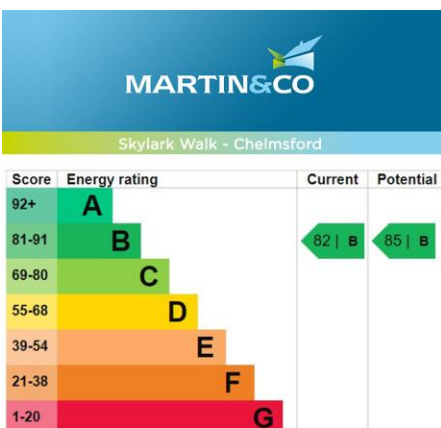 MARTIN&CO
Skylark Walk - Chelmsford
Score Energy rating Current Potential
92+ A
81-91 B 82 | B 85 | B
69-80 C
55-68 D
39-54 E
21-38 F
1-20 G